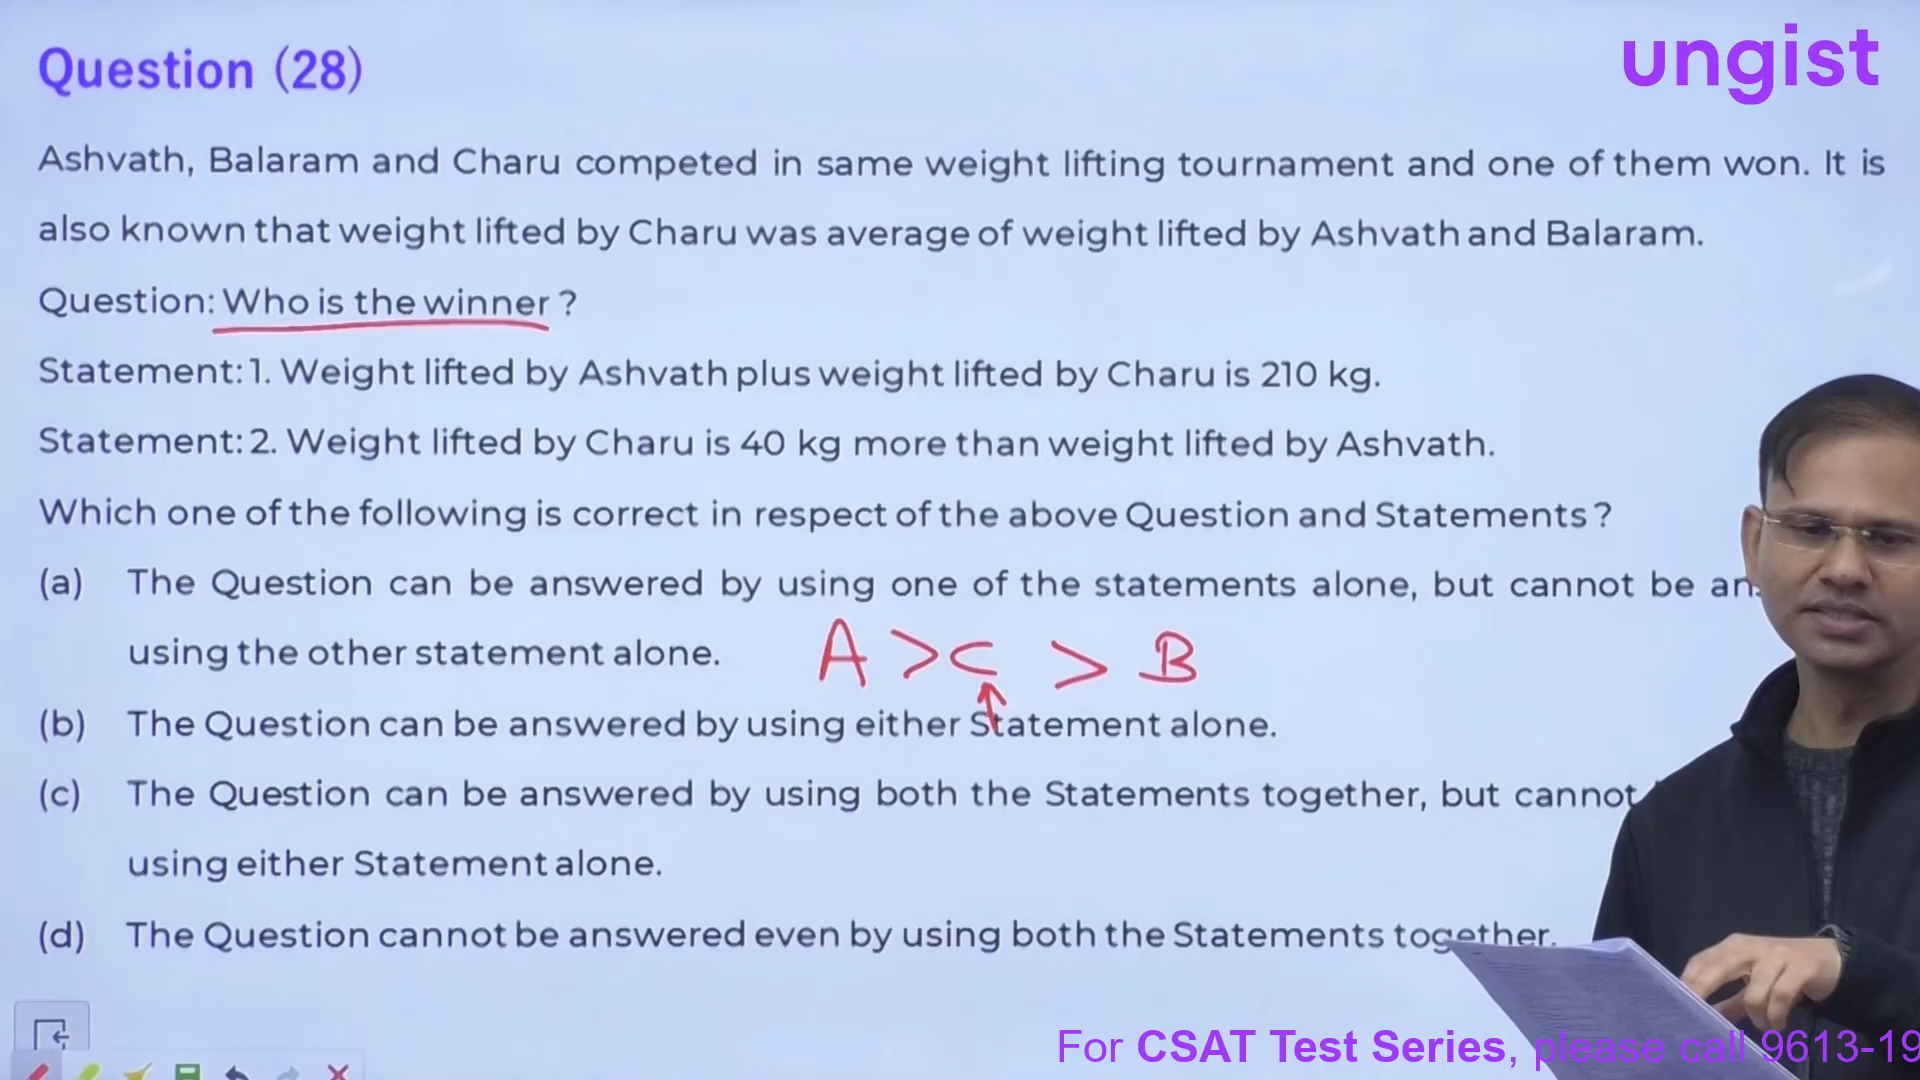 Question (28)
ungist
Ashvath, Balaram and Charu competed in same weight lifting tournament and one of them won. It is
also known that weight lifted by Charu was average of weight lifted by Ashvath and Balaram.
Question: Who is the winner ?
Statement: 1. Weight lifted by Ashvath plus weight lifted by Charu is 210 kg.
Statement: 2. Weight lifted by Charu is 40 kg more than weight lifted by Ashvath.
Which one of the following is correct in respect of the above Question and Statements ?
(a) The Question can be answered by using one of the statements alone, but cannot be
using the other statement alone.
A > C > B
(b) The Question can be answered by using either Statement alone.
(c) The Question can be answered by using both the Statements together, but cannot
using either Statement alone.
(d) The Question cannot be answered even by using both the Statements together.
For CSAT Test Series, please call 9613-19